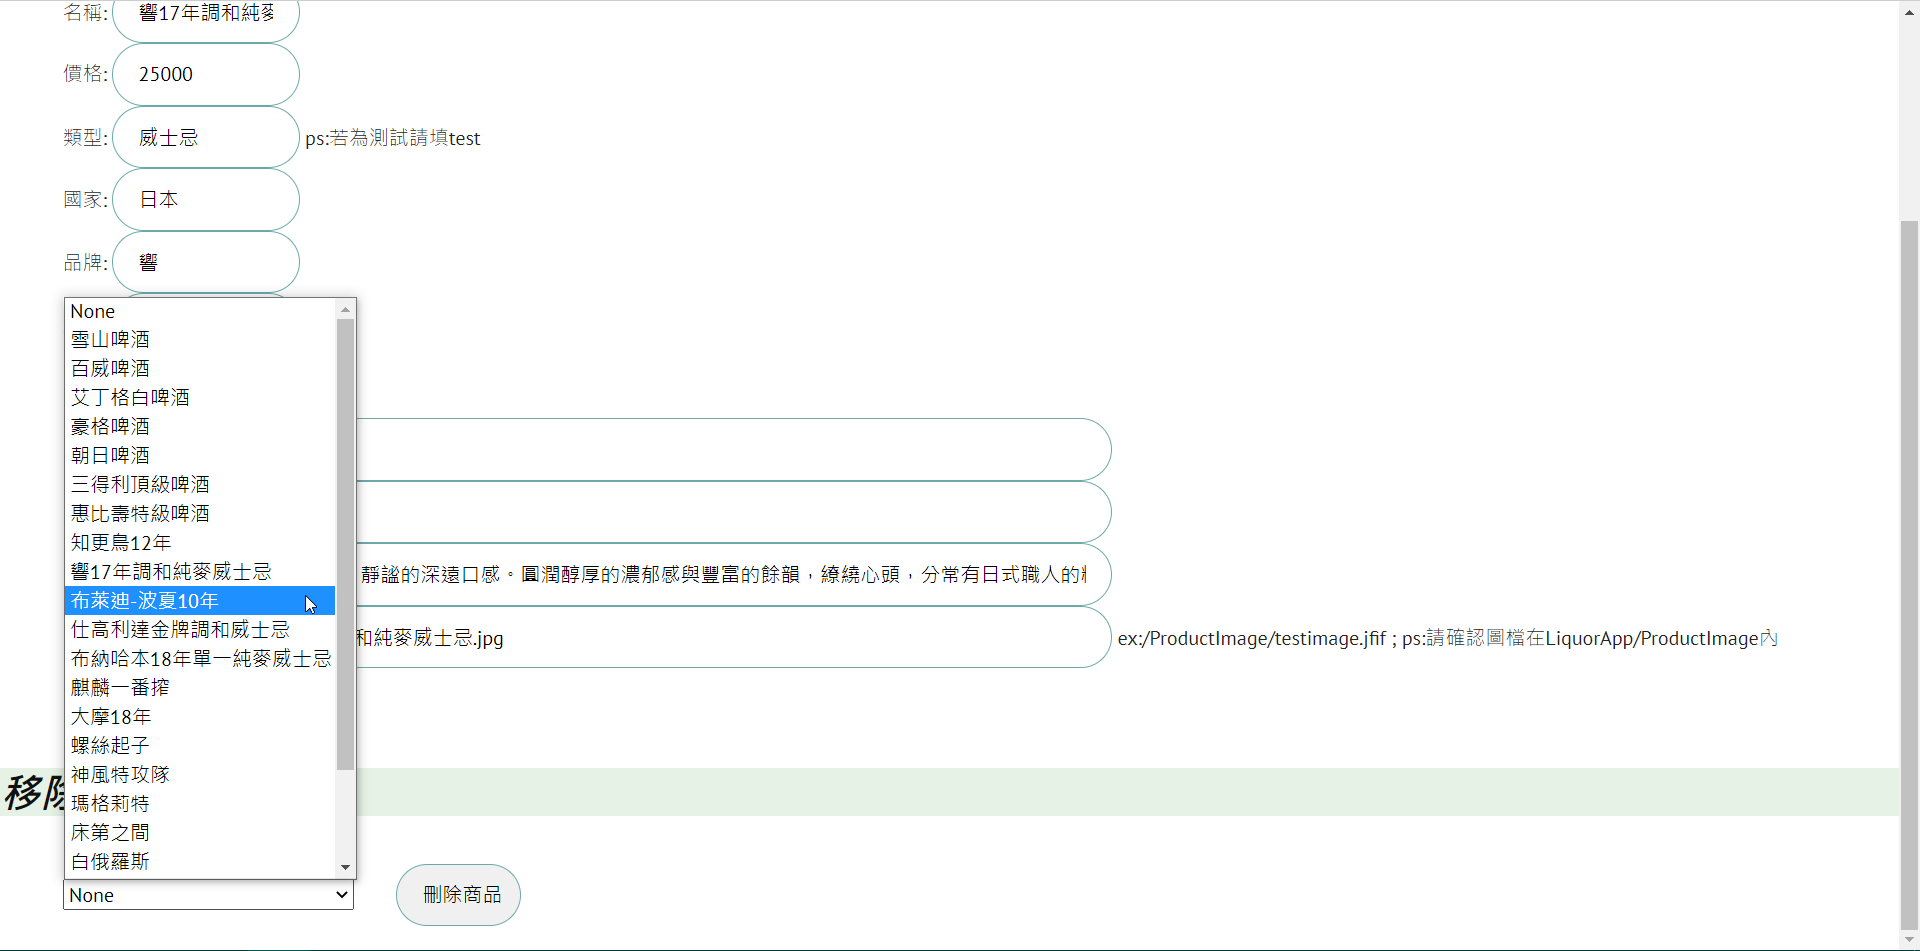 名稱: 響17年調和純麥
價格: 25000
類型: 威士忌 ps:若為測試請填test
國家: 日本
品牌: 響
None
雪山啤酒
百威啤酒
艾丁格白啤酒
豪格啤酒
朝日啤酒
三得利頂級啤酒
惠比壽特級啤酒
知更鳥12年
響17年調和純麥威士忌
靜謐的深遠口感。圓潤醇厚的濃郁感與豐富的餘韻，繚繞心頭，分常有日式職人的
布萊迪-波夏10年
仕高利達金牌調和威士忌
和純麥威士忌.jpg ex:/ProductImage/testimage.jfif ; ps:請確認圖檔在LiquorApp/ProductImage內
布納哈本18年單一純麥威士忌
麒麟一番搾
大摩18年
螺絲起子
神風特攻隊
移除
瑪格莉特
床第之間
白俄羅斯
None 刪除商品